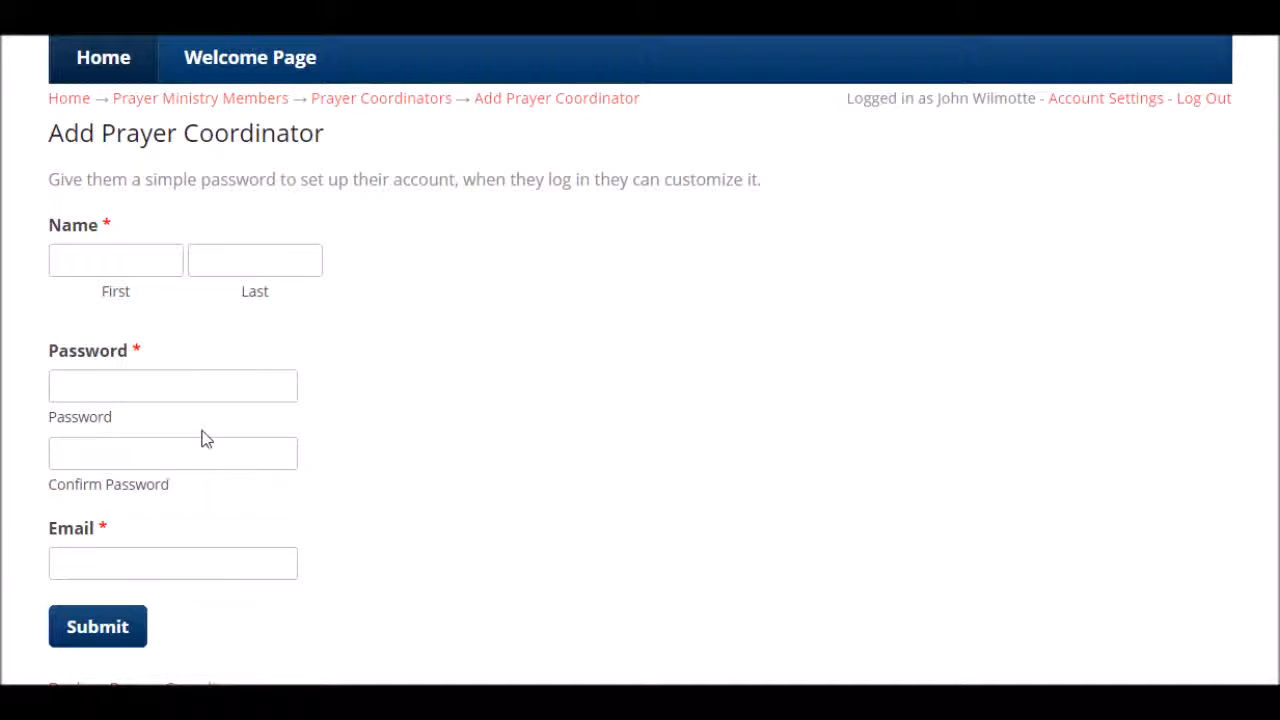 Home Welcome Page
Home → Prayer Ministry Members → Prayer Coordinators → Add Prayer Coordinator Logged in as John Wilmotte - Account Settings - Log Out
Add Prayer Coordinator
Give them a simple password to set up their account, when they log in they can customize it.
Name *
First Last
Password *
Password
Confirm Password
Email *
Submit